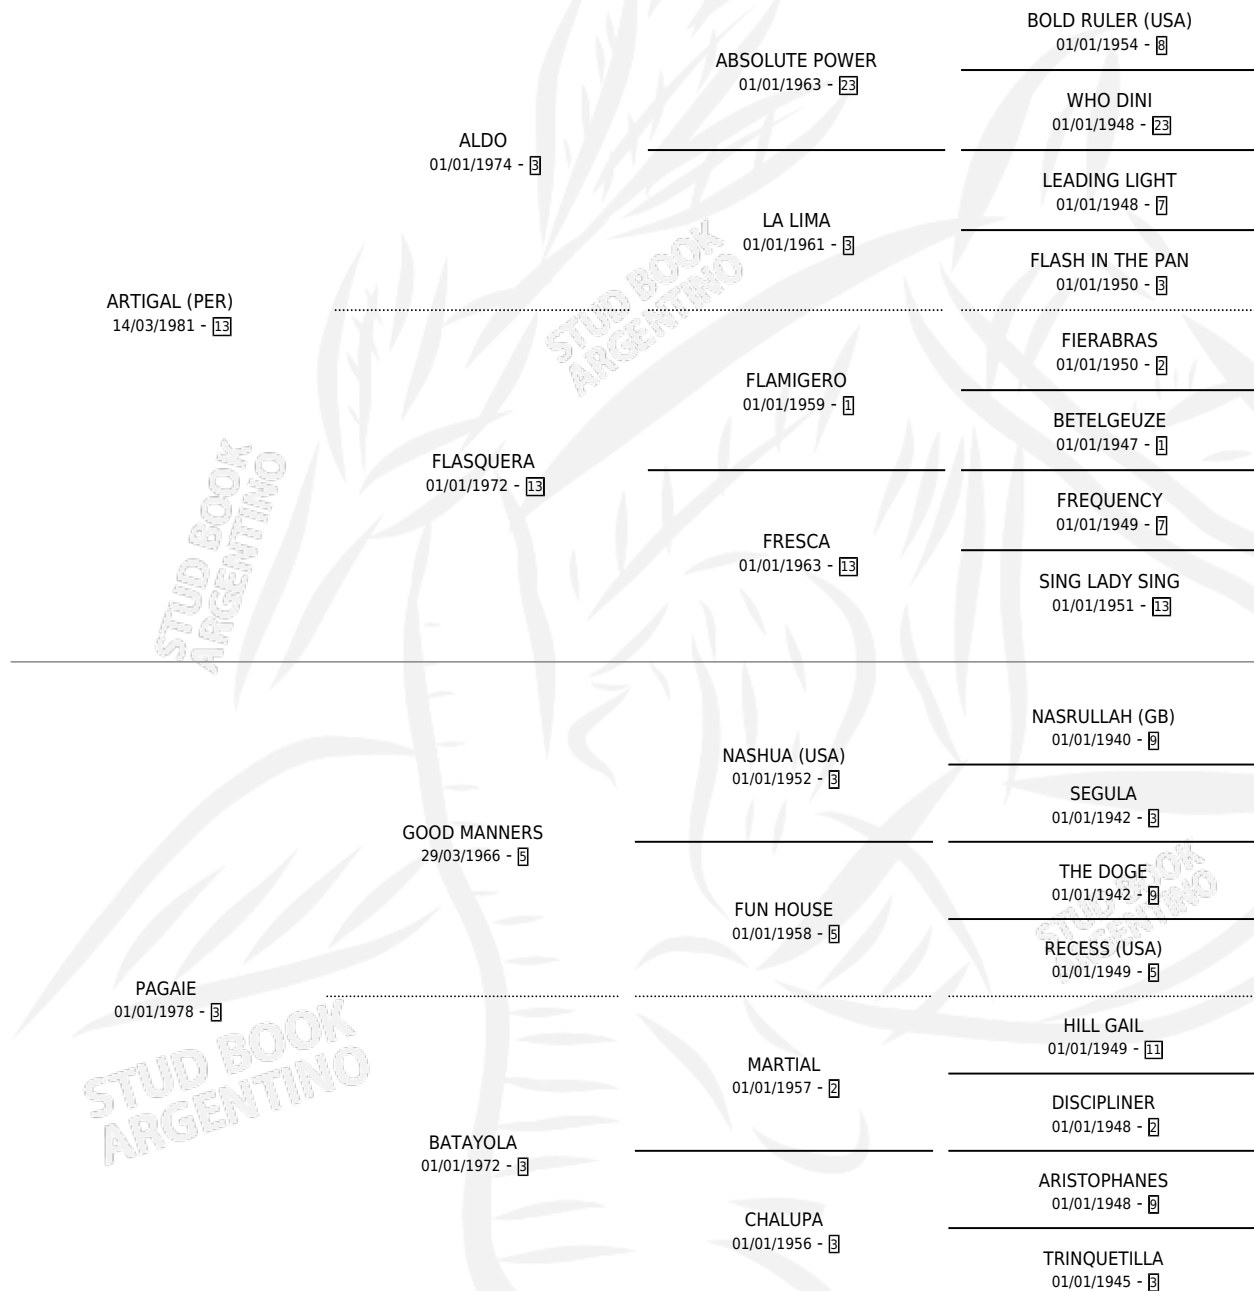 BOLD RULER (USA)
01/01/1954 - 8
ABSOLUTE POWER
01/01/1963 - 23
WHO DINI
01/01/1948 - 23
ALDO
01/01/1974 - 3
LEADING LIGHT
01/01/1948 - 7
LA LIMA
01/01/1961 - 3
FLASH IN THE PAN
01/01/1950 - 3
STUD BOOK
ARGENTINO
ARTIGAL (PER)
14/03/1981 - 13
FIERABRAS
01/01/1950 - 2
FLAMIGERO
01/01/1959 - 1
BETELGEUZE
01/01/1947 - 1
FLASQUERA
01/01/1972 - 13
FREQUENCY
01/01/1949 - 7
FRESCA
01/01/1963 - 13
SING LADY SING
01/01/1951 - 13
STUD BOOK
ARGENTINO
NASRULLAH (GB)
01/01/1940 - 9
NASHUA (USA)
01/01/1952 - 3
SEGULA
01/01/1942 - 3
GOOD MANNERS
29/03/1966 - 5
THE DOGE
01/01/1942 - 9
FUN HOUSE
01/01/1958 - 5
RECESS (USA)
01/01/1949 - 5
STUD BOOK
ARGENTINO
PAGAIE
01/01/1978 - 3
HILL GAIL
01/01/1949 - 11
MARTIAL
01/01/1957 - 2
DISCIPLINER
01/01/1948 - 2
STUD BOOK
ARGENTINO
BATAYOLA
01/01/1972 - 3
ARISTOPHANES
01/01/1948 - 9
CHALUPA
01/01/1956 - 3
TRINQUETILLA
01/01/1945 - 3